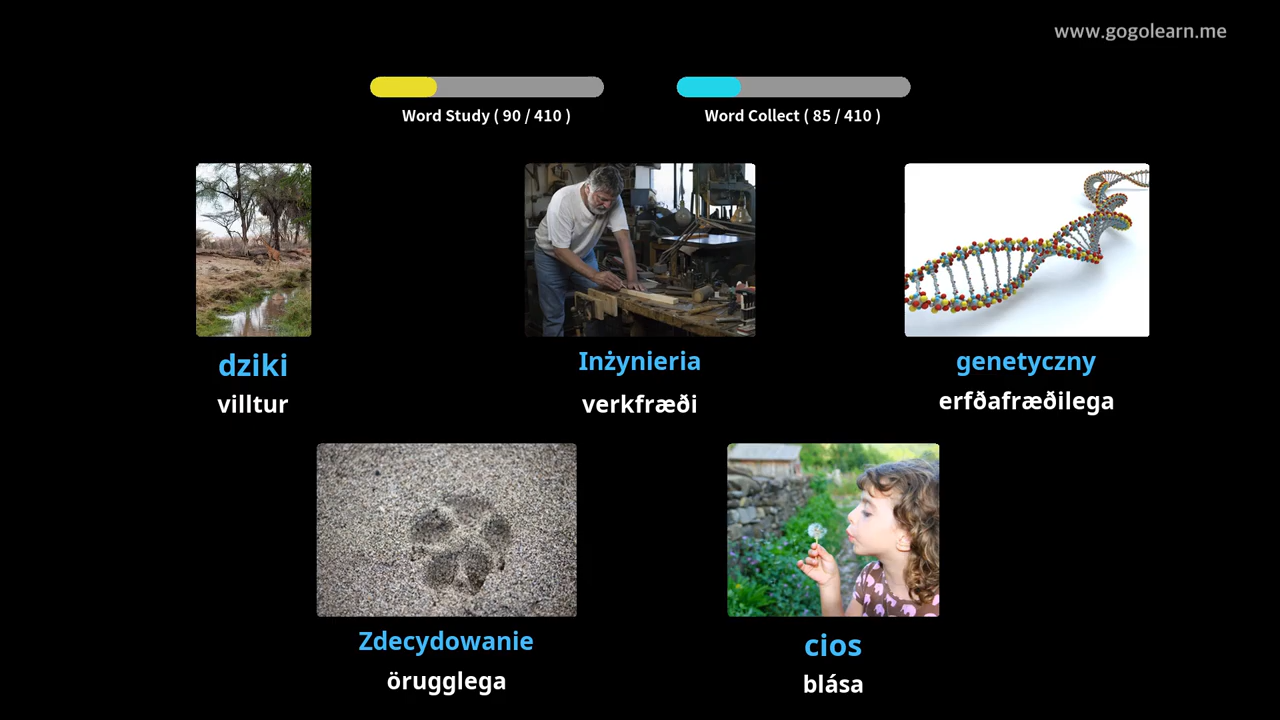 www.gogolearn.me
Word Study ( 90 / 410 )
Word Collect ( 85 / 410 )
dziki
villtur
Inżynieria
verkfræði
genetyczny
erfðafræðilega
Zdecydowanie
örugglega
cios
blása